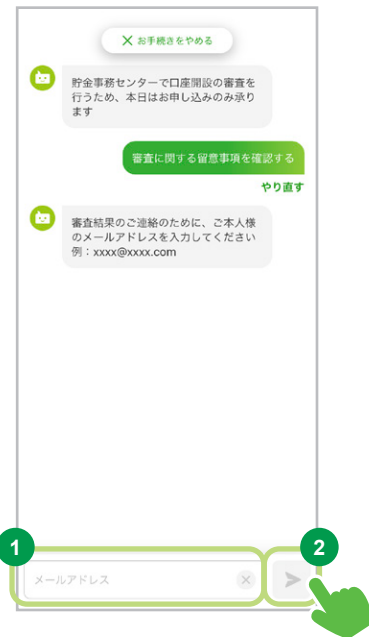 × お手続きをやめる
貯金事務センターで口座開設の審査を
行うため、本日はお申し込みのみ承り
ます
審査に関する留意事項を確認する
やり直す
審査結果のご連絡のために、ご本人様
のメールアドレスを入力してください
例：xxxx@xxxx.com
1
2
メールアドレス